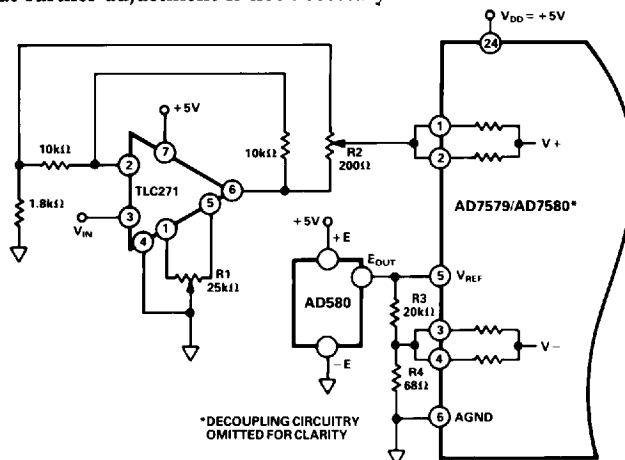 24
V_DD = +5V
+5V
10kΩ
10kΩ
R2
200Ω
1
2
V+
2
7
TLC271
6
5
3
4
1
1.8kΩ
V_IN
R1
25kΩ
AD7579/AD7580*
+5V
+E
E_OUT
AD580
-E
5
V_REF
R3
20kΩ
3
4
V-
R4
68Ω
6
AGND
*DECOUPLING CIRCUITRY
OMITTED FOR CLARITY